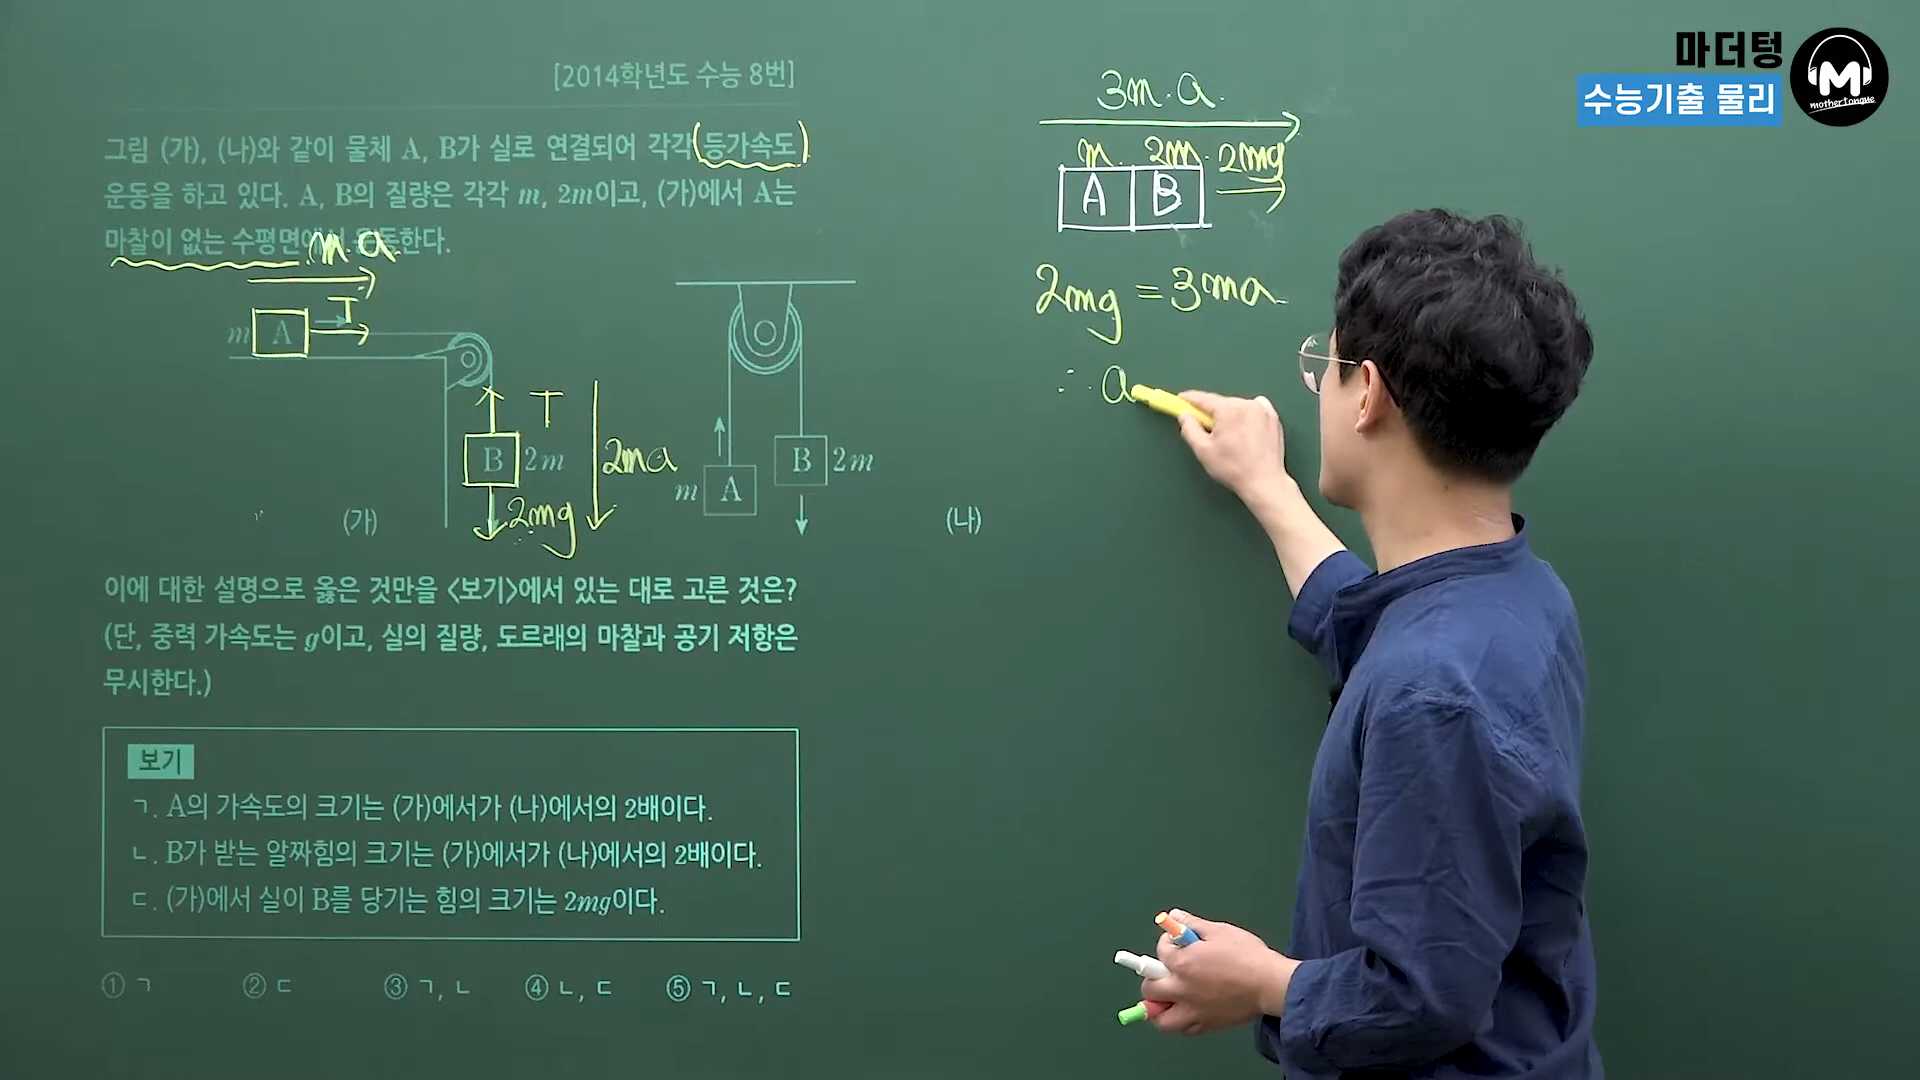 마더텅
수능기출 물리
mothertongue
[2014학년도 수능 8번]
그림 (가), (나)와 같이 물체 A, B가 실로 연결되어 각각 등가속도
운동을 하고 있다. A, B의 질량은 각각 m, 2m이고, (가)에서 A는
마찰이 없는 수평면에서 운동한다.
m a
m A T
T
B 2m 2ma
2mg
(가)
m A
B 2m
(나)
이에 대한 설명으로 옳은 것만을 <보기>에서 있는 대로 고른 것은?
(단, 중력 가속도는 g이고, 실의 질량, 도르래의 마찰과 공기 저항은
무시한다.)
보기
ㄱ. A의 가속도의 크기는 (가)에서가 (나)에서의 2배이다.
ㄴ. B가 받는 알짜힘의 크기는 (가)에서가 (나)에서의 2배이다.
ㄷ. (가)에서 실이 B를 당기는 힘의 크기는 2mg이다.
① ㄱ ② ㄷ ③ ㄱ, ㄴ ④ ㄴ, ㄷ ⑤ ㄱ, ㄴ, ㄷ
3m·a
m 2m 2mg
A B
2mg = 3ma
∴ a